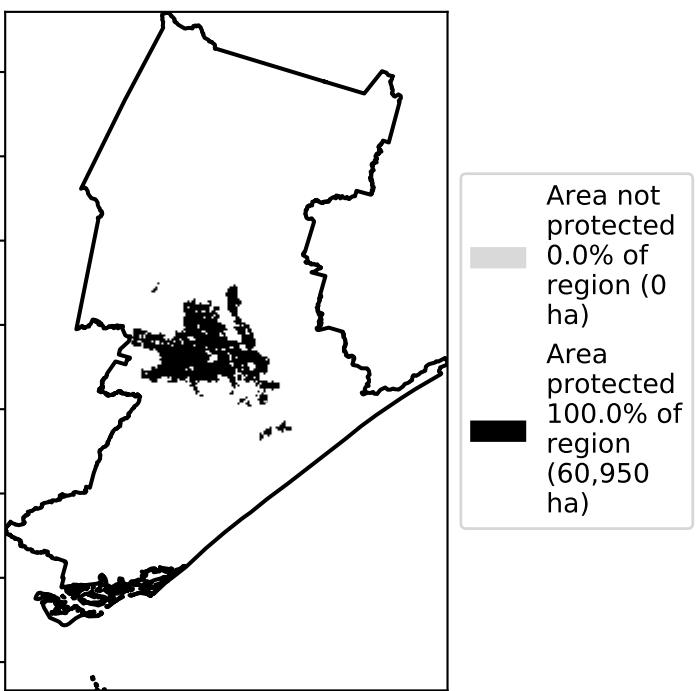 Area not
protected
0.0% of
region (0
ha)
Area
protected
100.0% of
region
(60,950
ha)